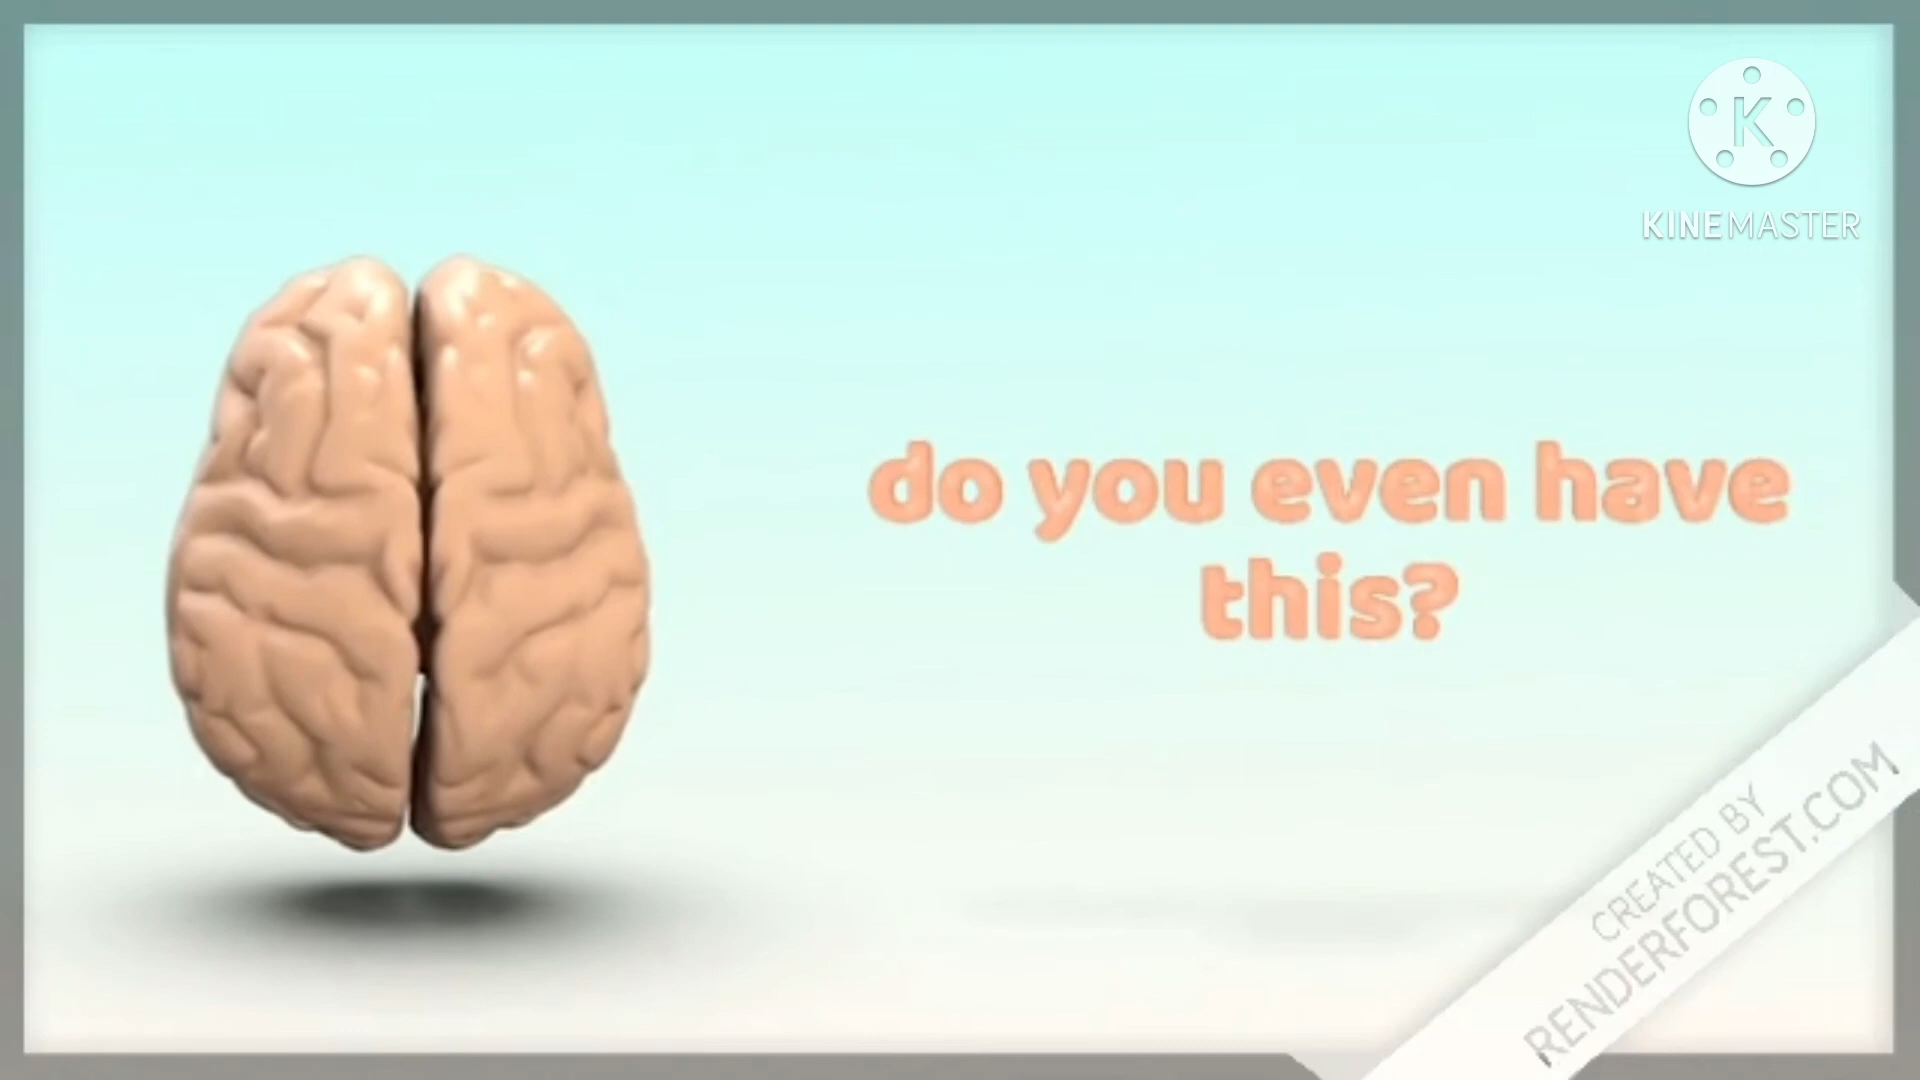 K
KINEMASTER
do you even have
this?
CREATED BY
RENDERFOREST.COM